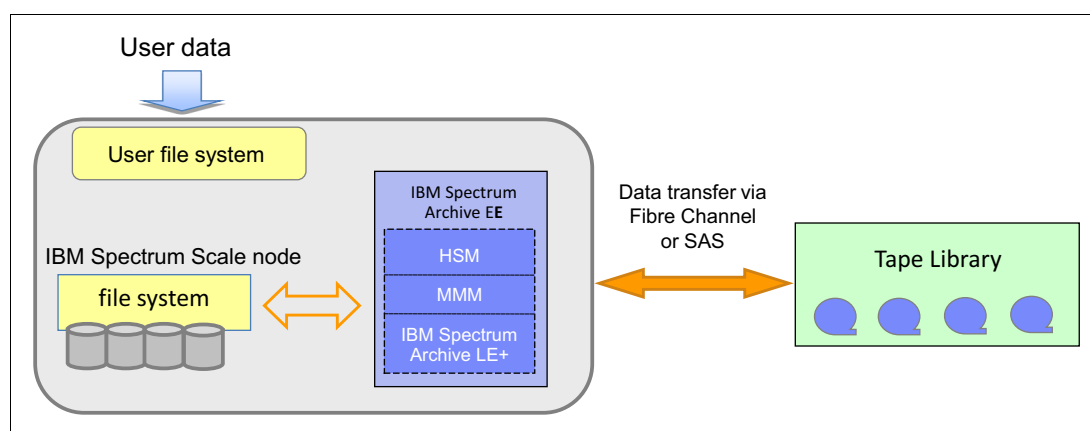 User data
User file system
IBM Spectrum Scale node
file system
IBM Spectrum
Archive EE
HSM
MMM
IBM Spectrum
Archive LE+
Data transfer via
Fibre Channel
or SAS
Tape Library